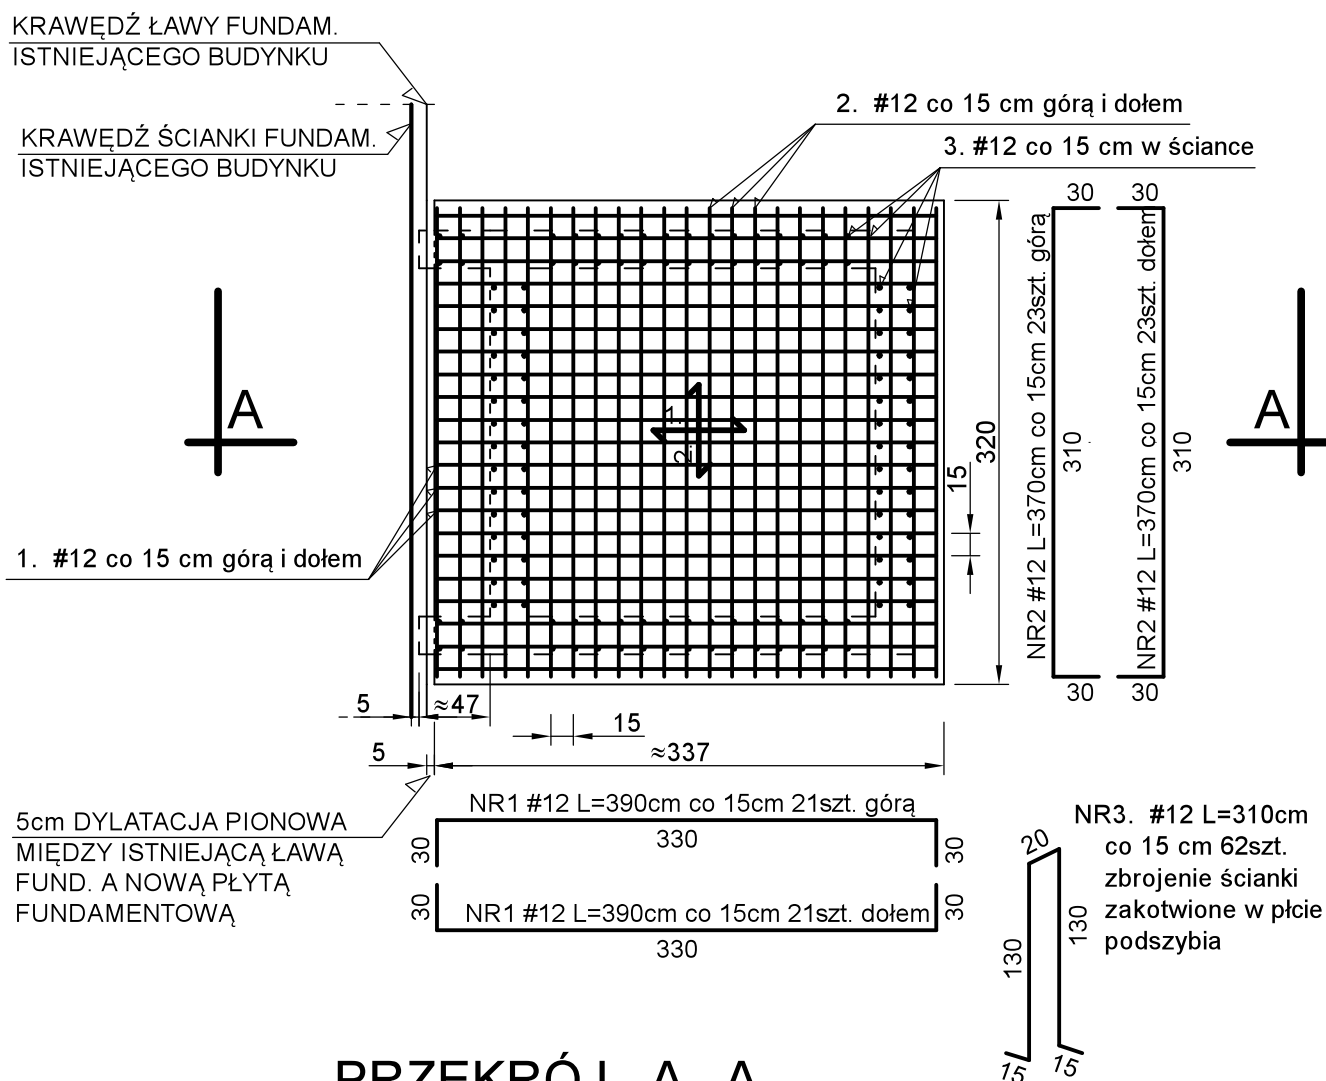 KRAWĘDŹ ŁAWY FUNDAM.
ISTNIEJĄCEGO BUDYNKU
KRAWĘDŹ ŚCIANKI FUNDAM.
ISTNIEJĄCEGO BUDYNKU
2. #12 co 15 cm górą i dołem
3. #12 co 15 cm w ściance
30
30
NR2 #12 L=370cm co 15cm 23szt. górą
310
NR2 #12 L=370cm co 15cm 23szt. dołem
310
30
30
A
A
1.
2.
320
15
1. #12 co 15 cm górą i dołem
5
≈47
15
5
≈337
5cm DYLATACJA PIONOWA
MIĘDZY ISTNIEJĄCĄ ŁAWĄ
FUND. A NOWĄ PŁYTĄ
FUNDAMENTOWĄ
NR1 #12 L=390cm co 15cm 21szt. górą
30
330
30
30
NR1 #12 L=390cm co 15cm 21szt. dołem
30
330
NR3. #12 L=310cm
co 15 cm 62szt.
zbrojenie ścianki
zakotwione w płcie
podszybia
20
130
130
15
15
PRZEKRÓJ A-A